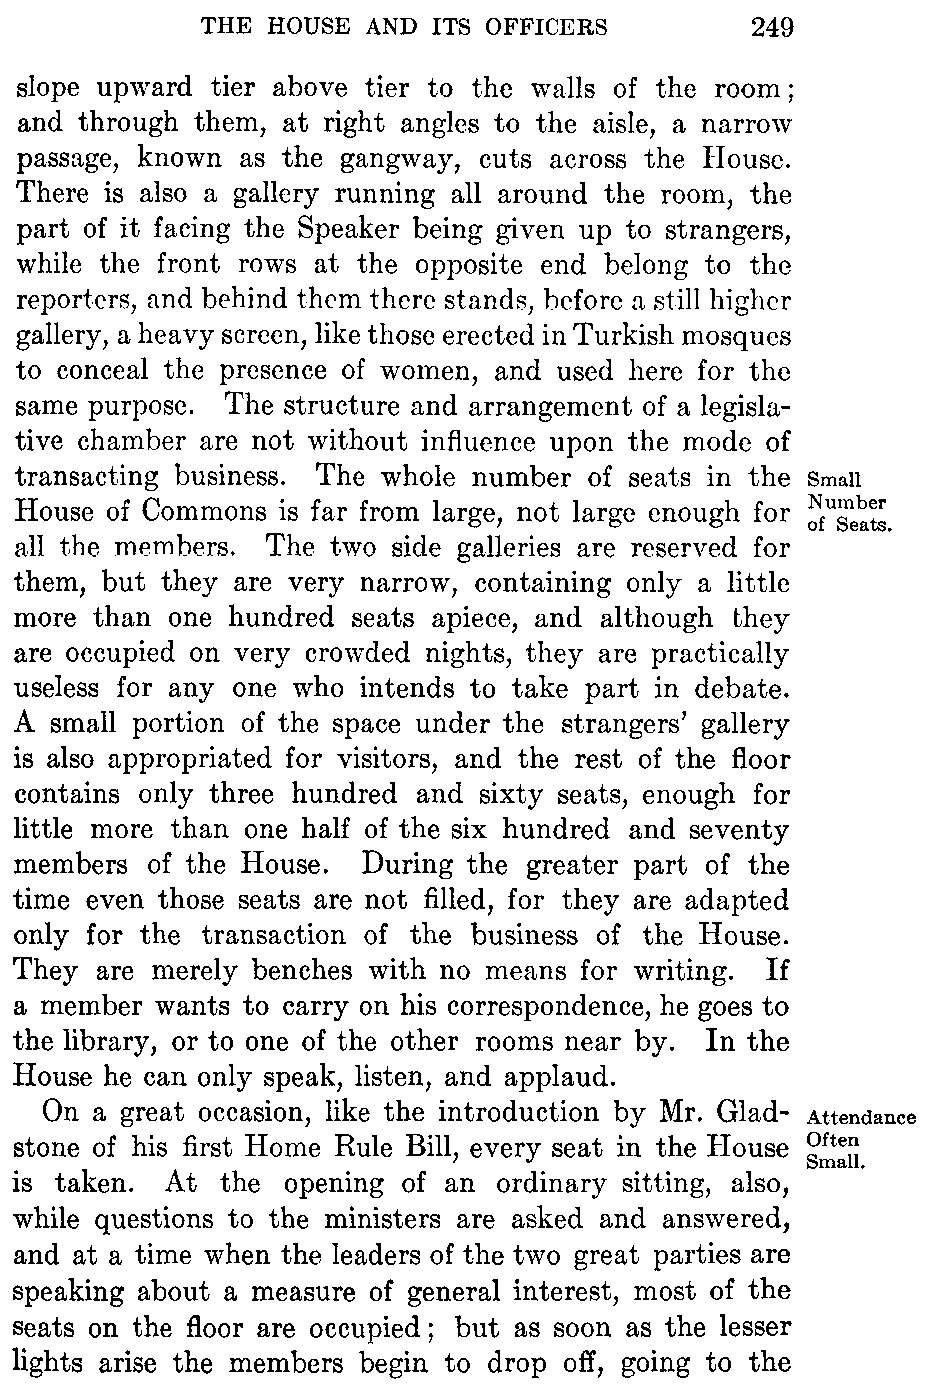 THE HOUSE AND ITS OFFICERS 249
slope upward tier above tier to the walls of the room;
and through them, at right angles to the aisle, a narrow
passage, known as the gangway, cuts across the House.
There is also a gallery running all around the room, the
part of it facing the Speaker being given up to strangers,
while the front rows at the opposite end belong to the
reporters, and behind them there stands, before a still higher
gallery, a heavy screen, like those erected in Turkish mosques
to conceal the presence of women, and used here for the
same purpose. The structure and arrangement of a legisla-
tive chamber are not without influence upon the mode of
transacting business. The whole number of seats in the
House of Commons is far from large, not large enough for
all the members. The two side galleries are reserved for
them, but they are very narrow, containing only a little
more than one hundred seats apiece, and although they
are occupied on very crowded nights, they are practically
useless for any one who intends to take part in debate.
A small portion of the space under the strangers' gallery
is also appropriated for visitors, and the rest of the floor
contains only three hundred and sixty seats, enough for
little more than one half of the six hundred and seventy
members of the House. During the greater part of the
time even those seats are not filled, for they are adapted
only for the transaction of the business of the House.
They are merely benches with no means for writing. If
a member wants to carry on his correspondence, he goes to
the library, or to one of the other rooms near by. In the
House he can only speak, listen, and applaud.
On a great occasion, like the introduction by Mr. Glad-
stone of his first Home Rule Bill, every seat in the House
is taken. At the opening of an ordinary sitting, also,
while questions to the ministers are asked and answered,
and at a time when the leaders of the two great parties are
speaking about a measure of general interest, most of the
seats on the floor are occupied; but as soon as the lesser
lights arise the members begin to drop off, going to the
Small
Number
of Seats.
Attendance
Often
Small.